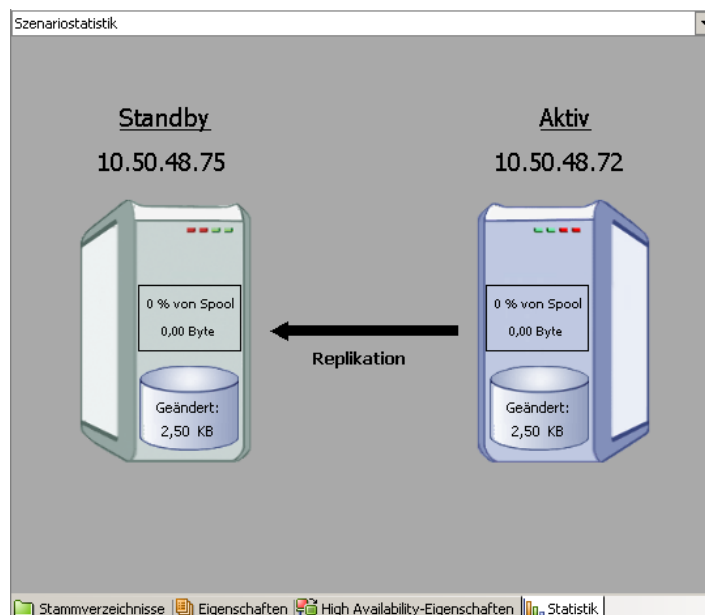 Szenariostatistik
Standby
10.50.48.75
Aktiv
10.50.48.72
0 % von Spool
0,00 Byte
Geändert:
2,50 KB
Replikation
0 % von Spool
0,00 Byte
Geändert:
2,50 KB
Stammverzeichnisse Eigenschaften High Availability-Eigenschaften Statistik